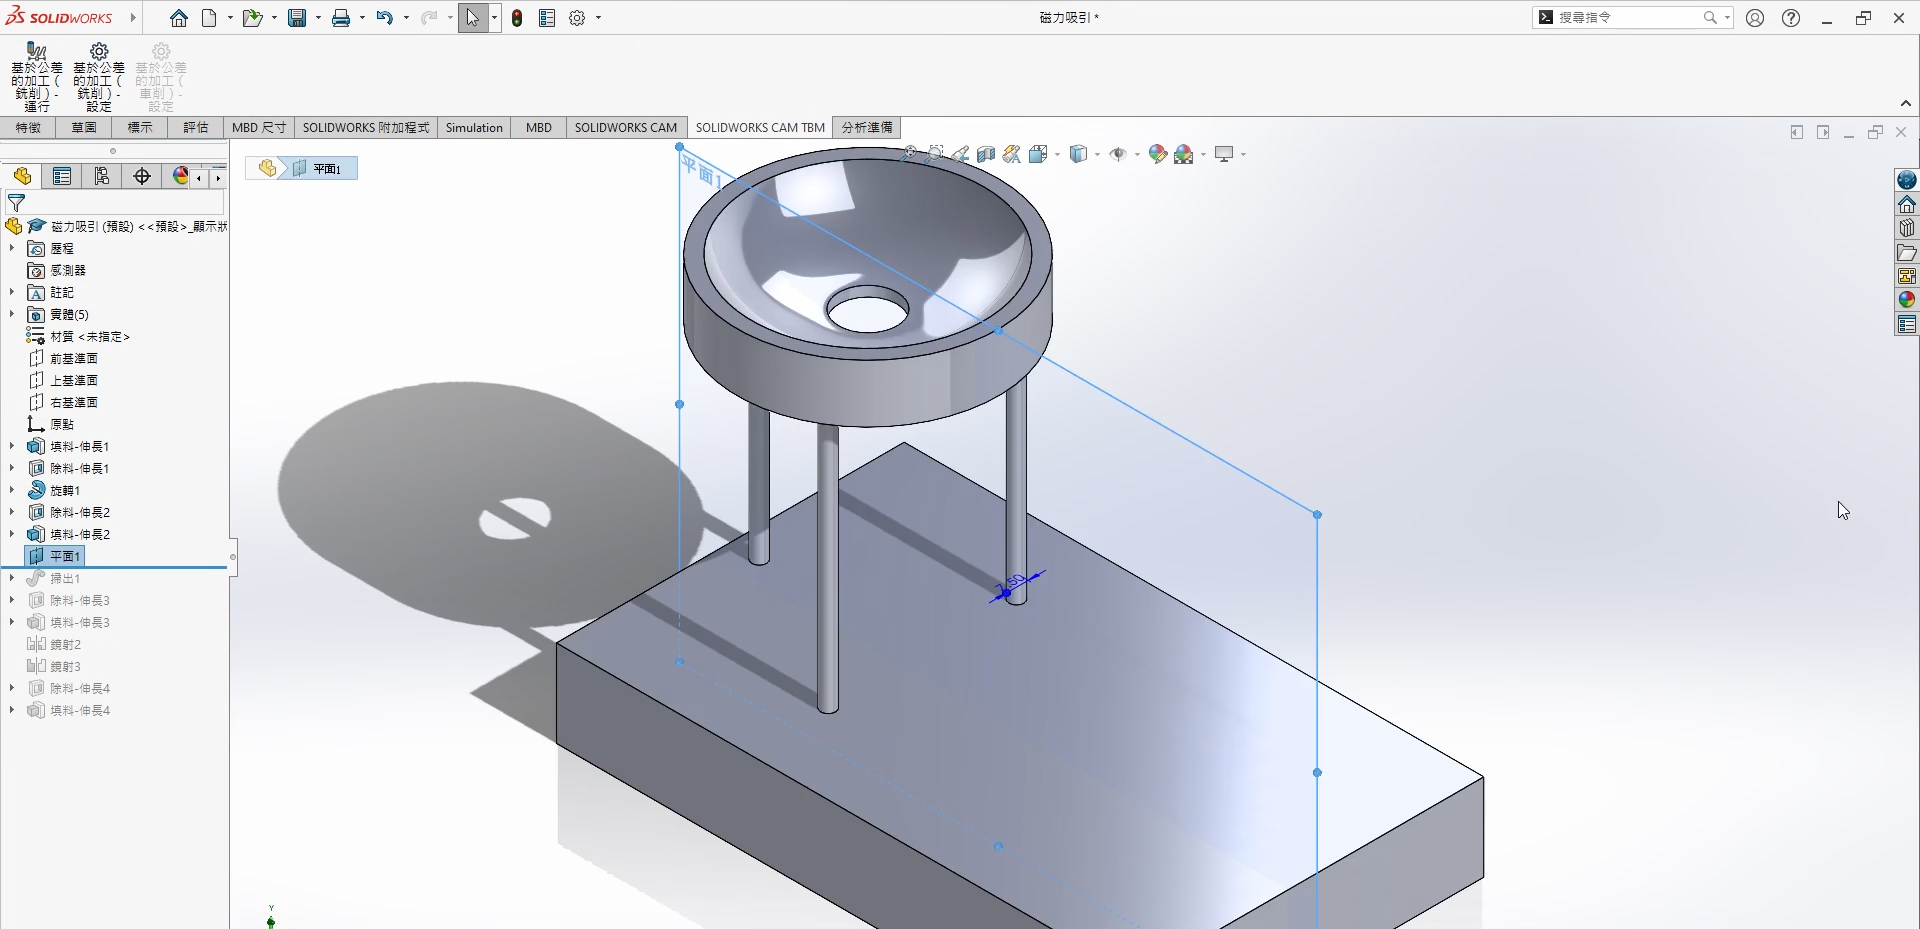 SOLIDWORKS
磁力吸引 *
搜尋指令
基於公差
的加工 (
銑削) -
運行
基於公差
的加工 (
銑削) -
設定
基於公差
的加工 (
車削) -
設定
特徵
草圖
標示
評估
MBD 尺寸
SOLIDWORKS 附加程式
Simulation
MBD
SOLIDWORKS CAM
SOLIDWORKS CAM TBM
分析準備
平面1
平面1
磁力吸引 (預設) <<預設>_顯示狀
歷程
感測器
註記
實體(5)
材質 <未指定>
前基準面
上基準面
右基準面
原點
填料-伸長1
除料-伸長1
旋轉1
除料-伸長2
填料-伸長2
平面1
掃出1
除料-伸長3
填料-伸長3
鏡射2
鏡射3
除料-伸長4
填料-伸長4
7.50
Y